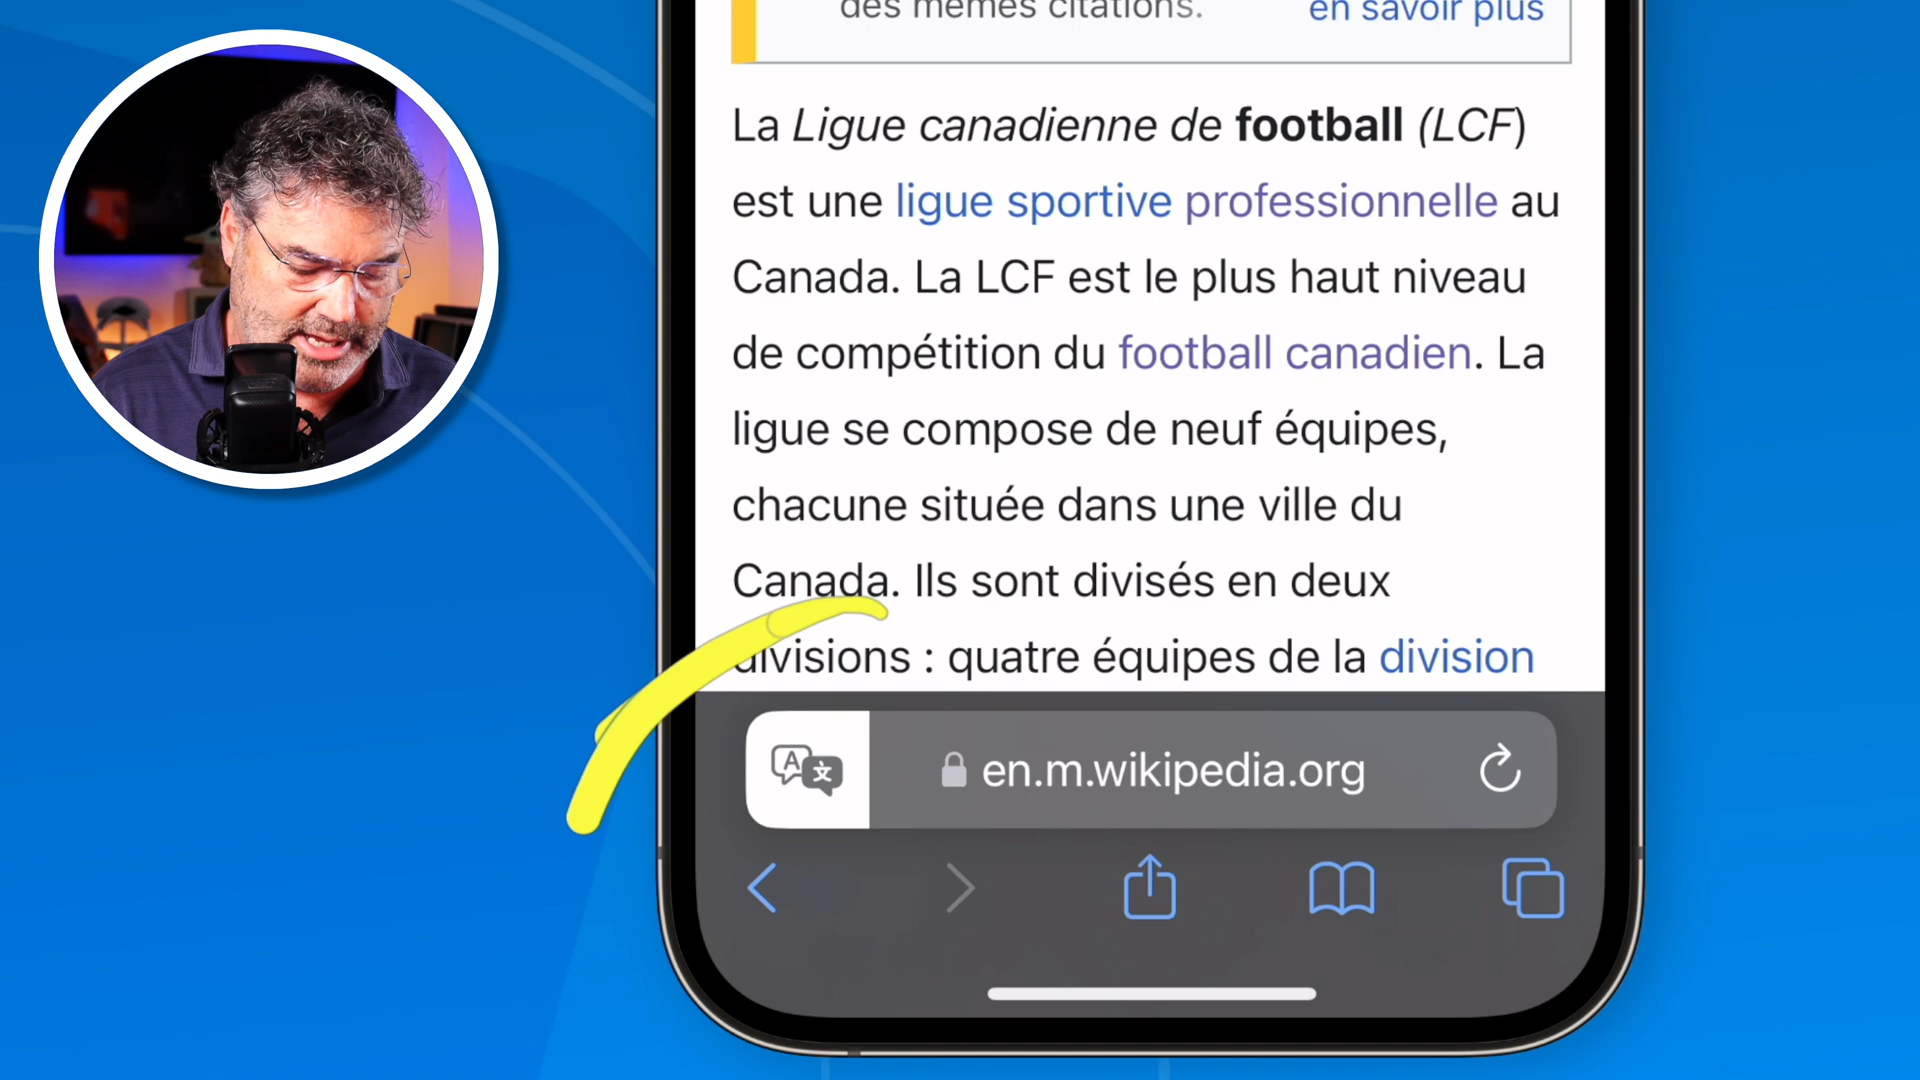 des mêmes citations. en savoir plus
La Ligue canadienne de football (LCF)
est une ligue sportive professionnelle au
Canada. La LCF est le plus haut niveau
de compétition du football canadien. La
ligue se compose de neuf équipes,
chacune située dans une ville du
Canada. Ils sont divisés en deux
divisions : quatre équipes de la division
A 文 en.m.wikipedia.org